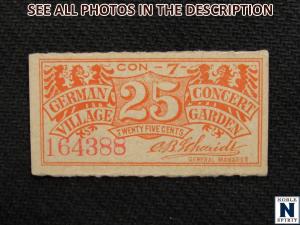 SEE ALL PHOTOS IN THE DESCRIPTION
CON - 7 -
GERMAN CONCERT
25
VILLAGE GARDEN
TWENTY FIVE CENTS
164388
GENERAL MANAGER
NOBLE
N
SPIRIT